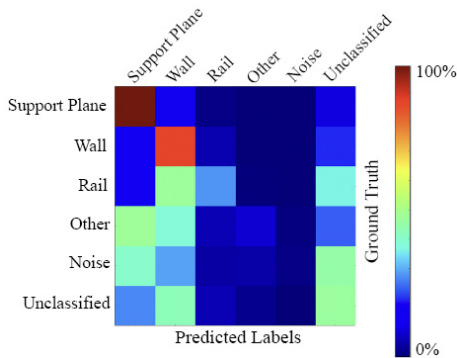 Support Plane
Wall
Rail
Other
Noise
Unclassified
100%
Support Plane
Wall
Rail
Other
Noise
Unclassified
Ground Truth
0%
Predicted Labels